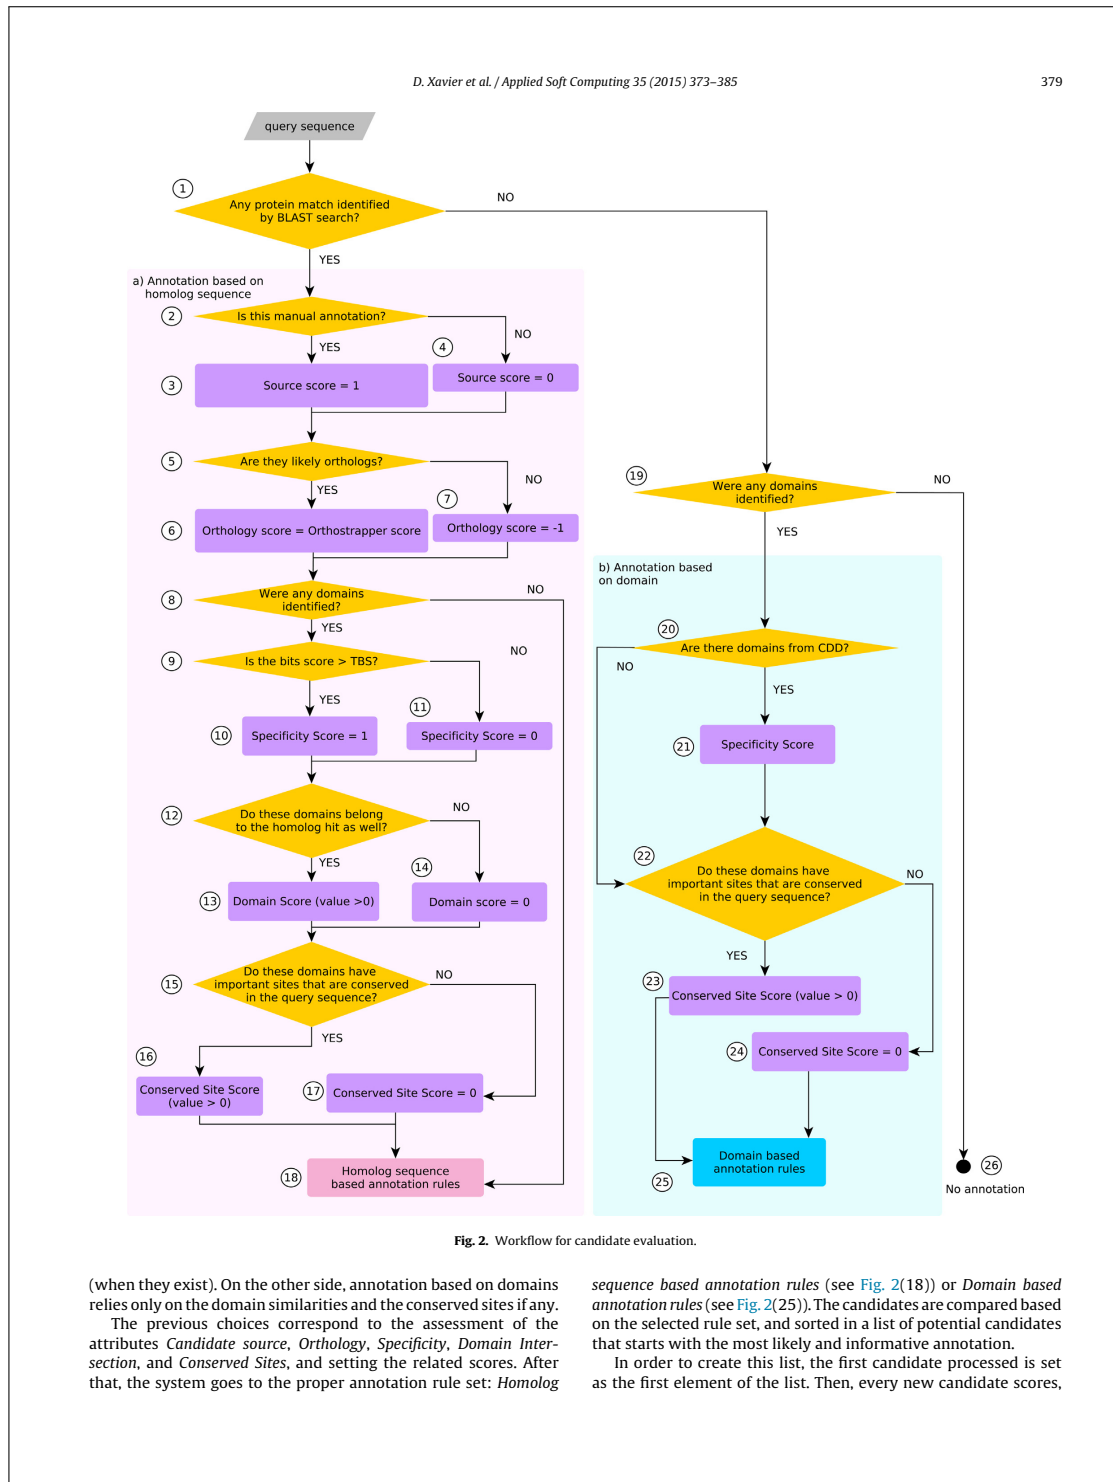 D. Xavier et al. / Applied Soft Computing 35 (2015) 373–385
379
query sequence
1
Any protein match identified
by BLAST search?
NO
YES
a) Annotation based on
homolog sequence
2
Is this manual annotation?
NO
YES
4
3
Source score = 1
Source score = 0
5
Are they likely orthologs?
NO
YES
7
6
Orthology score = Orthostrapper score
Orthology score = -1
8
Were any domains
identified?
NO
YES
9
Is the bits score > TBS?
NO
YES
11
10
Specificity Score = 1
Specificity Score = 0
12
Do these domains belong
to the homolog hit as well?
NO
YES
14
13
Domain Score (value >0)
Domain score = 0
15
Do these domains have
important sites that are conserved
in the query sequence?
NO
YES
16
Conserved Site Score
(value > 0)
17
Conserved Site Score = 0
18
Homolog sequence
based annotation rules
19
Were any domains
identified?
NO
YES
b) Annotation based
on domain
20
Are there domains from CDD?
NO
YES
21
Specificity Score
22
Do these domains have
important sites that are conserved
in the query sequence?
NO
YES
23
Conserved Site Score (value > 0)
24
Conserved Site Score = 0
Domain based
annotation rules
25
26
No annotation
Fig. 2. Workflow for candidate evaluation.
(when they exist). On the other side, annotation based on domains
relies only on the domain similarities and the conserved sites if any.
The previous choices correspond to the assessment of the
attributes Candidate source, Orthology, Specificity, Domain Inter-
section, and Conserved Sites, and setting the related scores. After
that, the system goes to the proper annotation rule set: Homolog
sequence based annotation rules (see Fig. 2(18)) or Domain based
annotation rules (see Fig. 2(25)). The candidates are compared based
on the selected rule set, and sorted in a list of potential candidates
that starts with the most likely and informative annotation.
In order to create this list, the first candidate processed is set
as the first element of the list. Then, every new candidate scores,